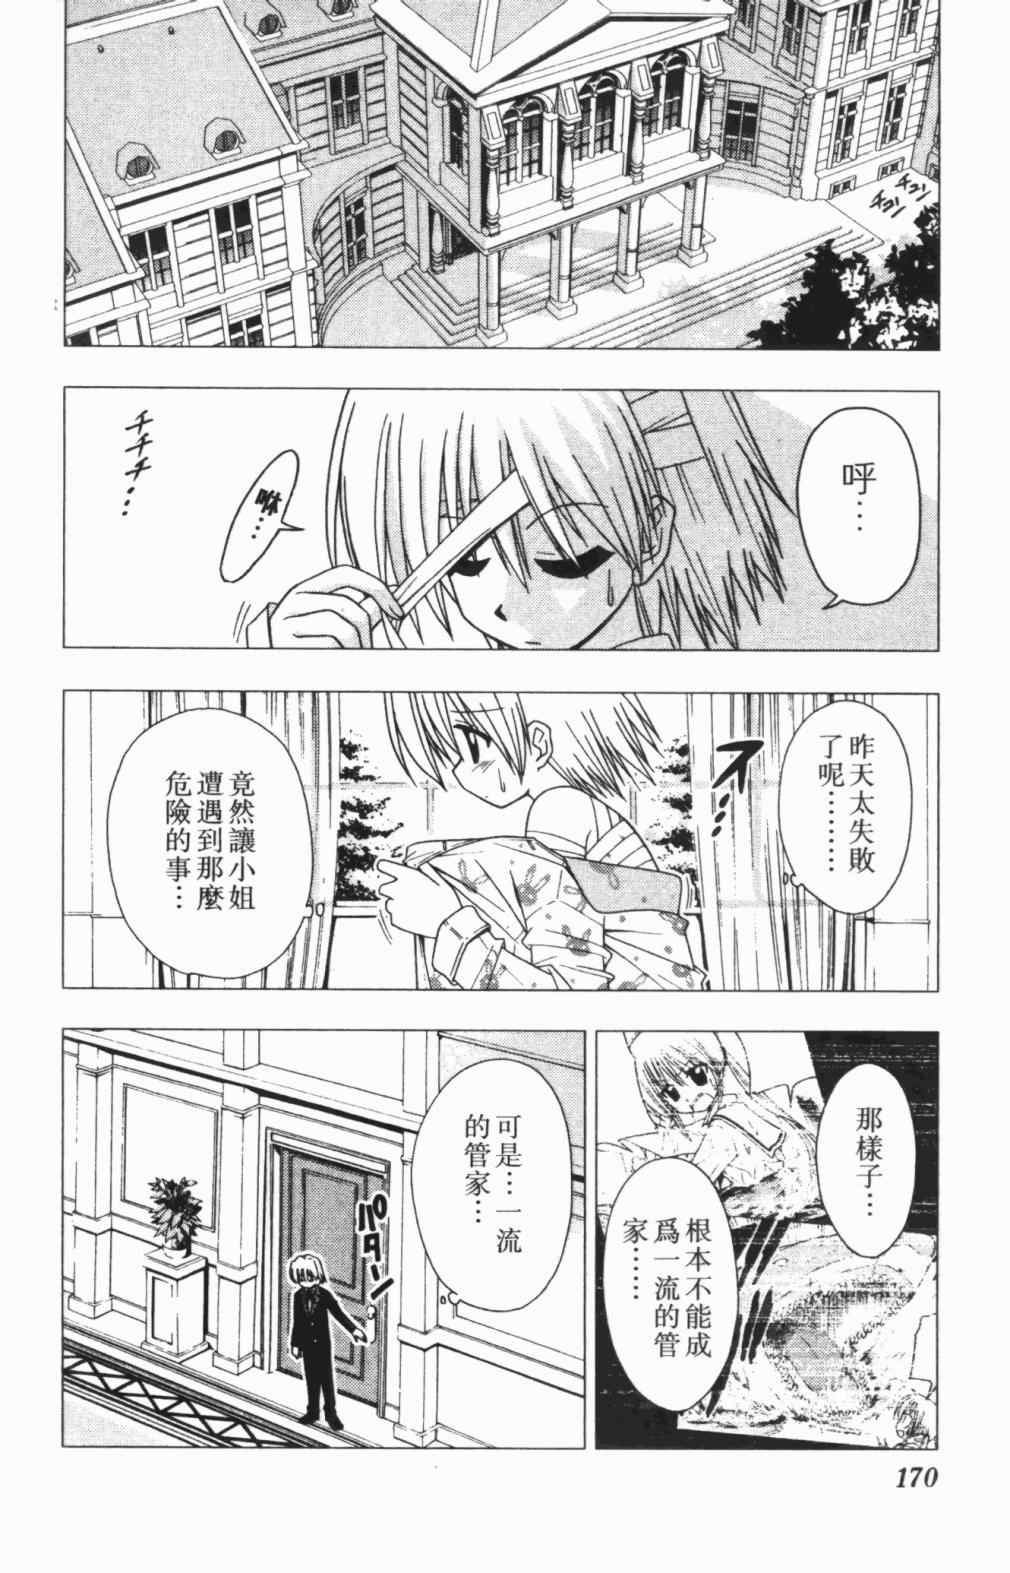 チュン
チュン
呼…
咻…
チチチ…
昨天太失敗
了呢………
ス…
竟然讓小姐
遭遇到那麼
危險的事…
那樣子…
根本不能成
爲一流的管
家……
可是…一流
的管家…
パタン
170